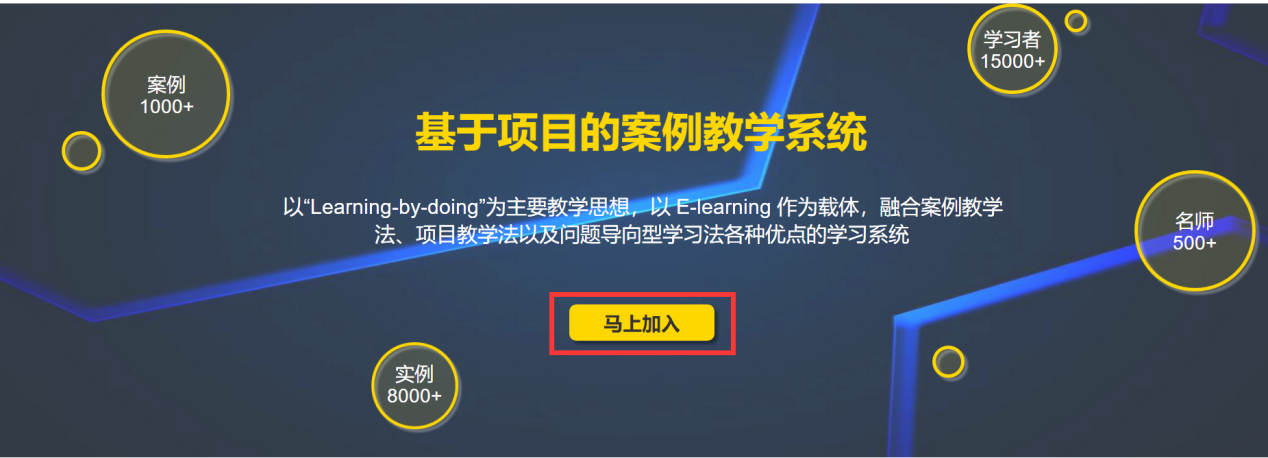 学习者
15000+
案例
1000+
基于项目的案例教学系统
以“Learning-by-doing”为主要教学思想，以 E-learning 作为载体，融合案例教学
法、项目教学法以及问题导向型学习法各种优点的学习系统
名师
500+
马上加入
实例
8000+